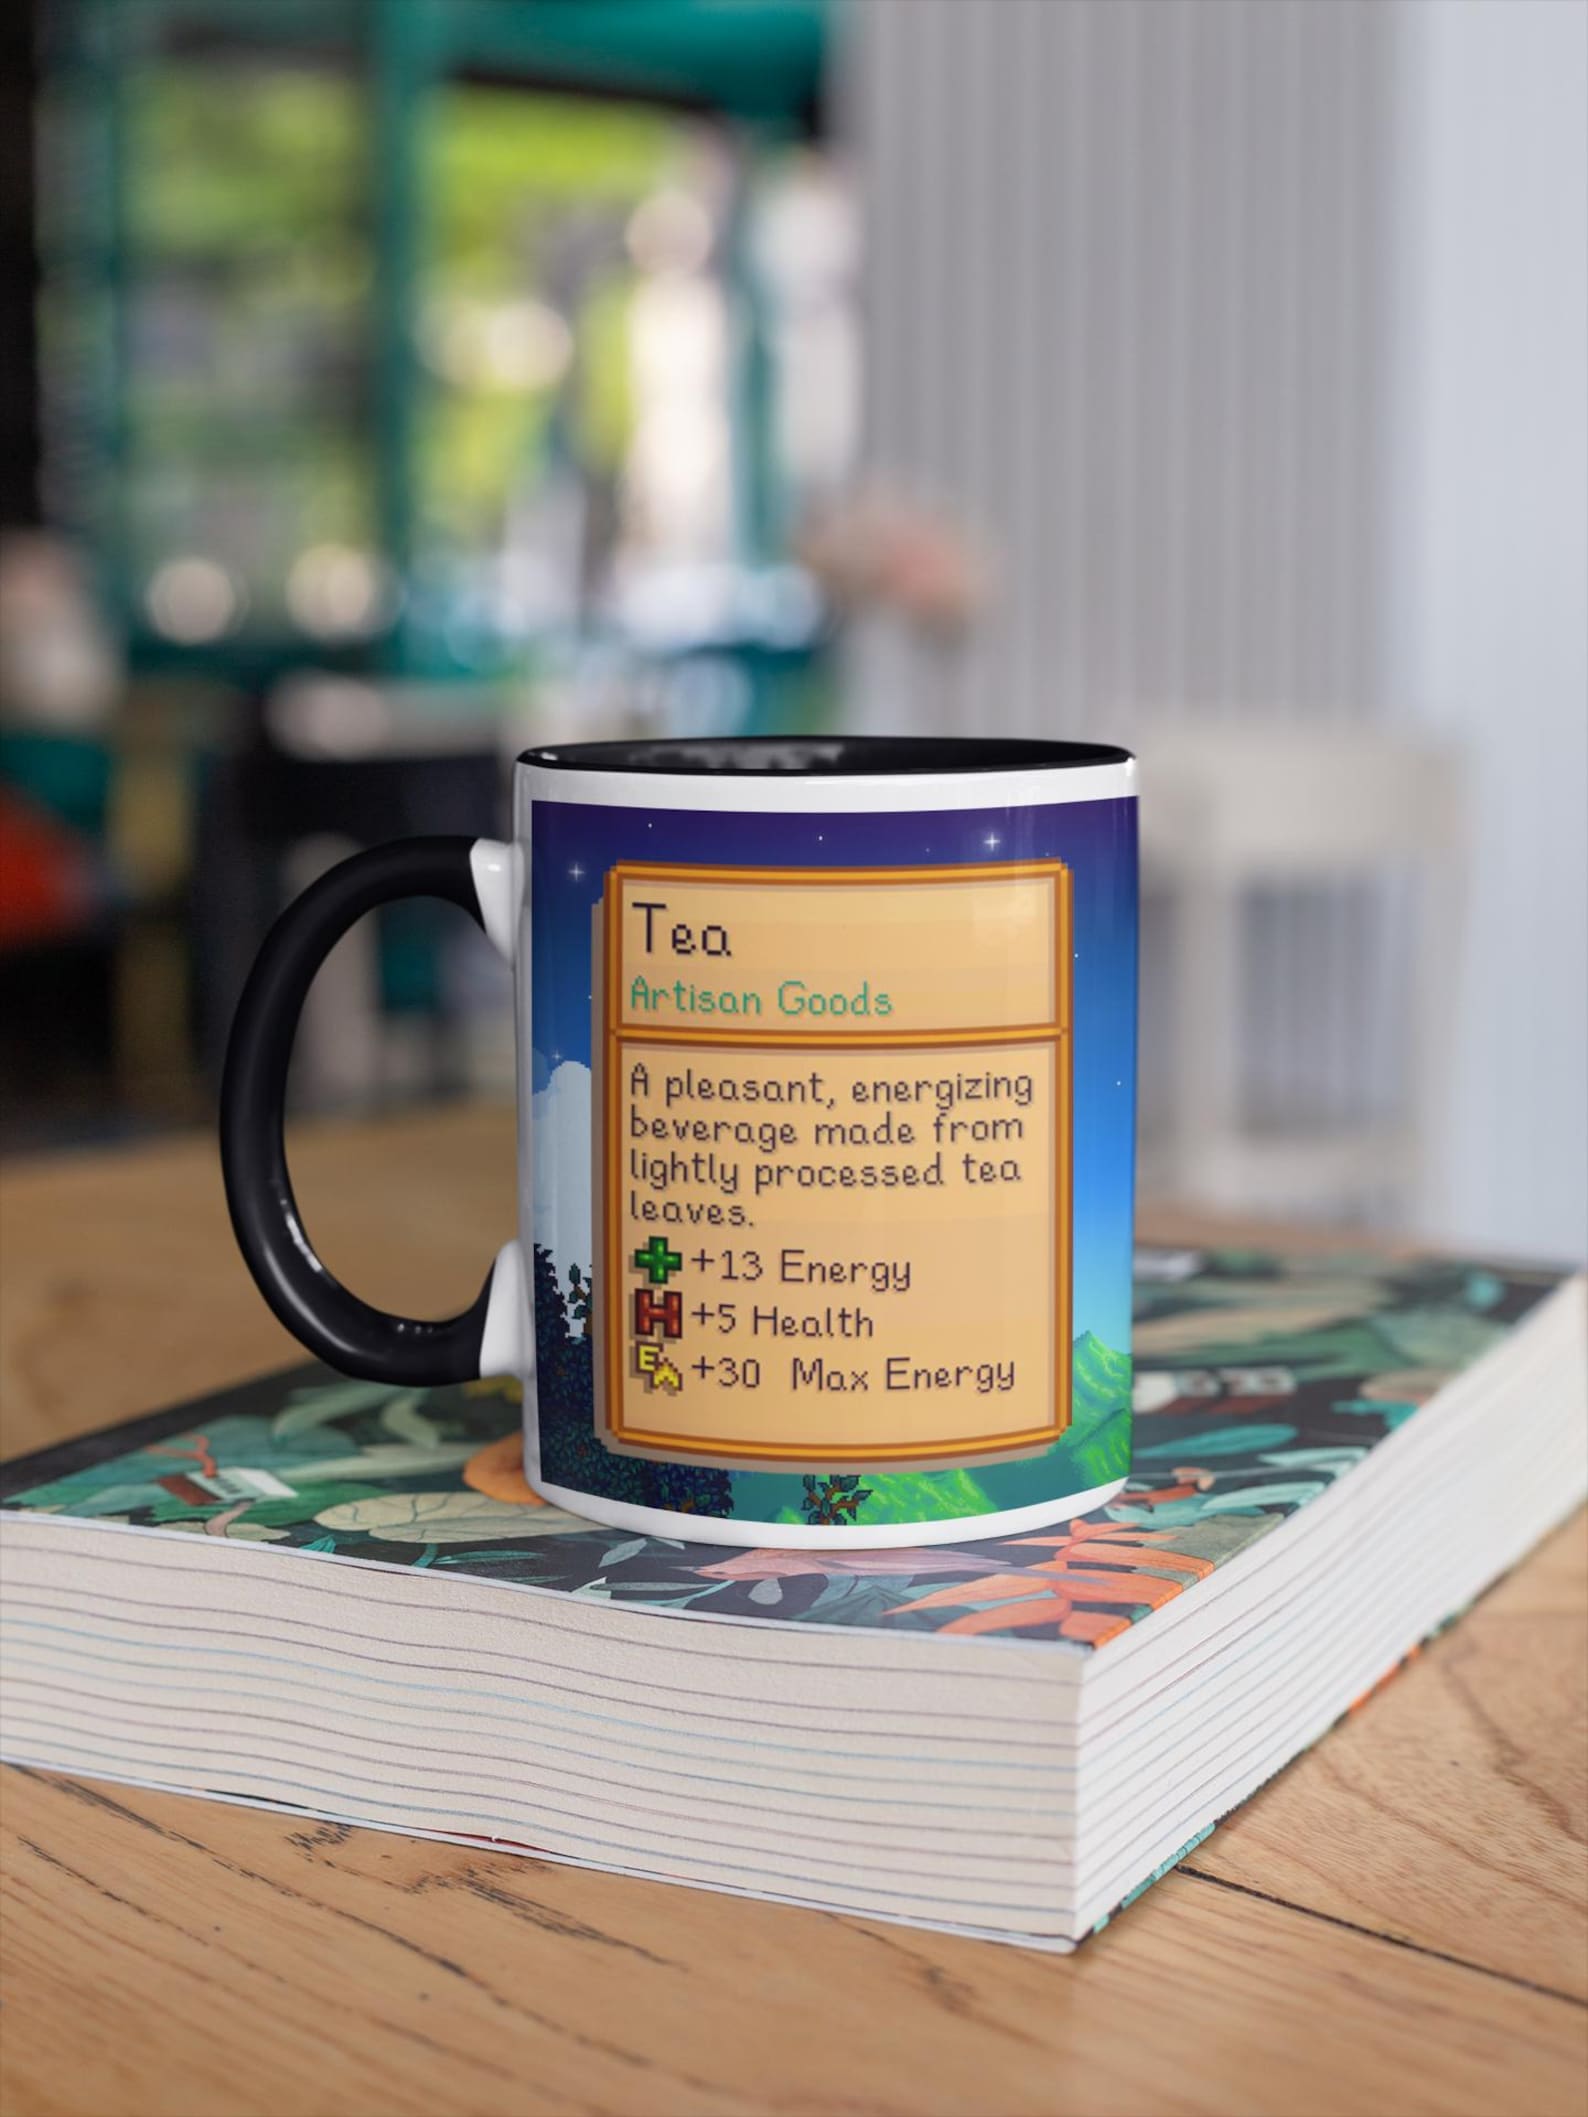 Tea
Artisan Goods
A pleasant, energizing
beverage made from
lightly processed tea
leaves.
+13 Energy
H +5 Health
E +30 Max Energy